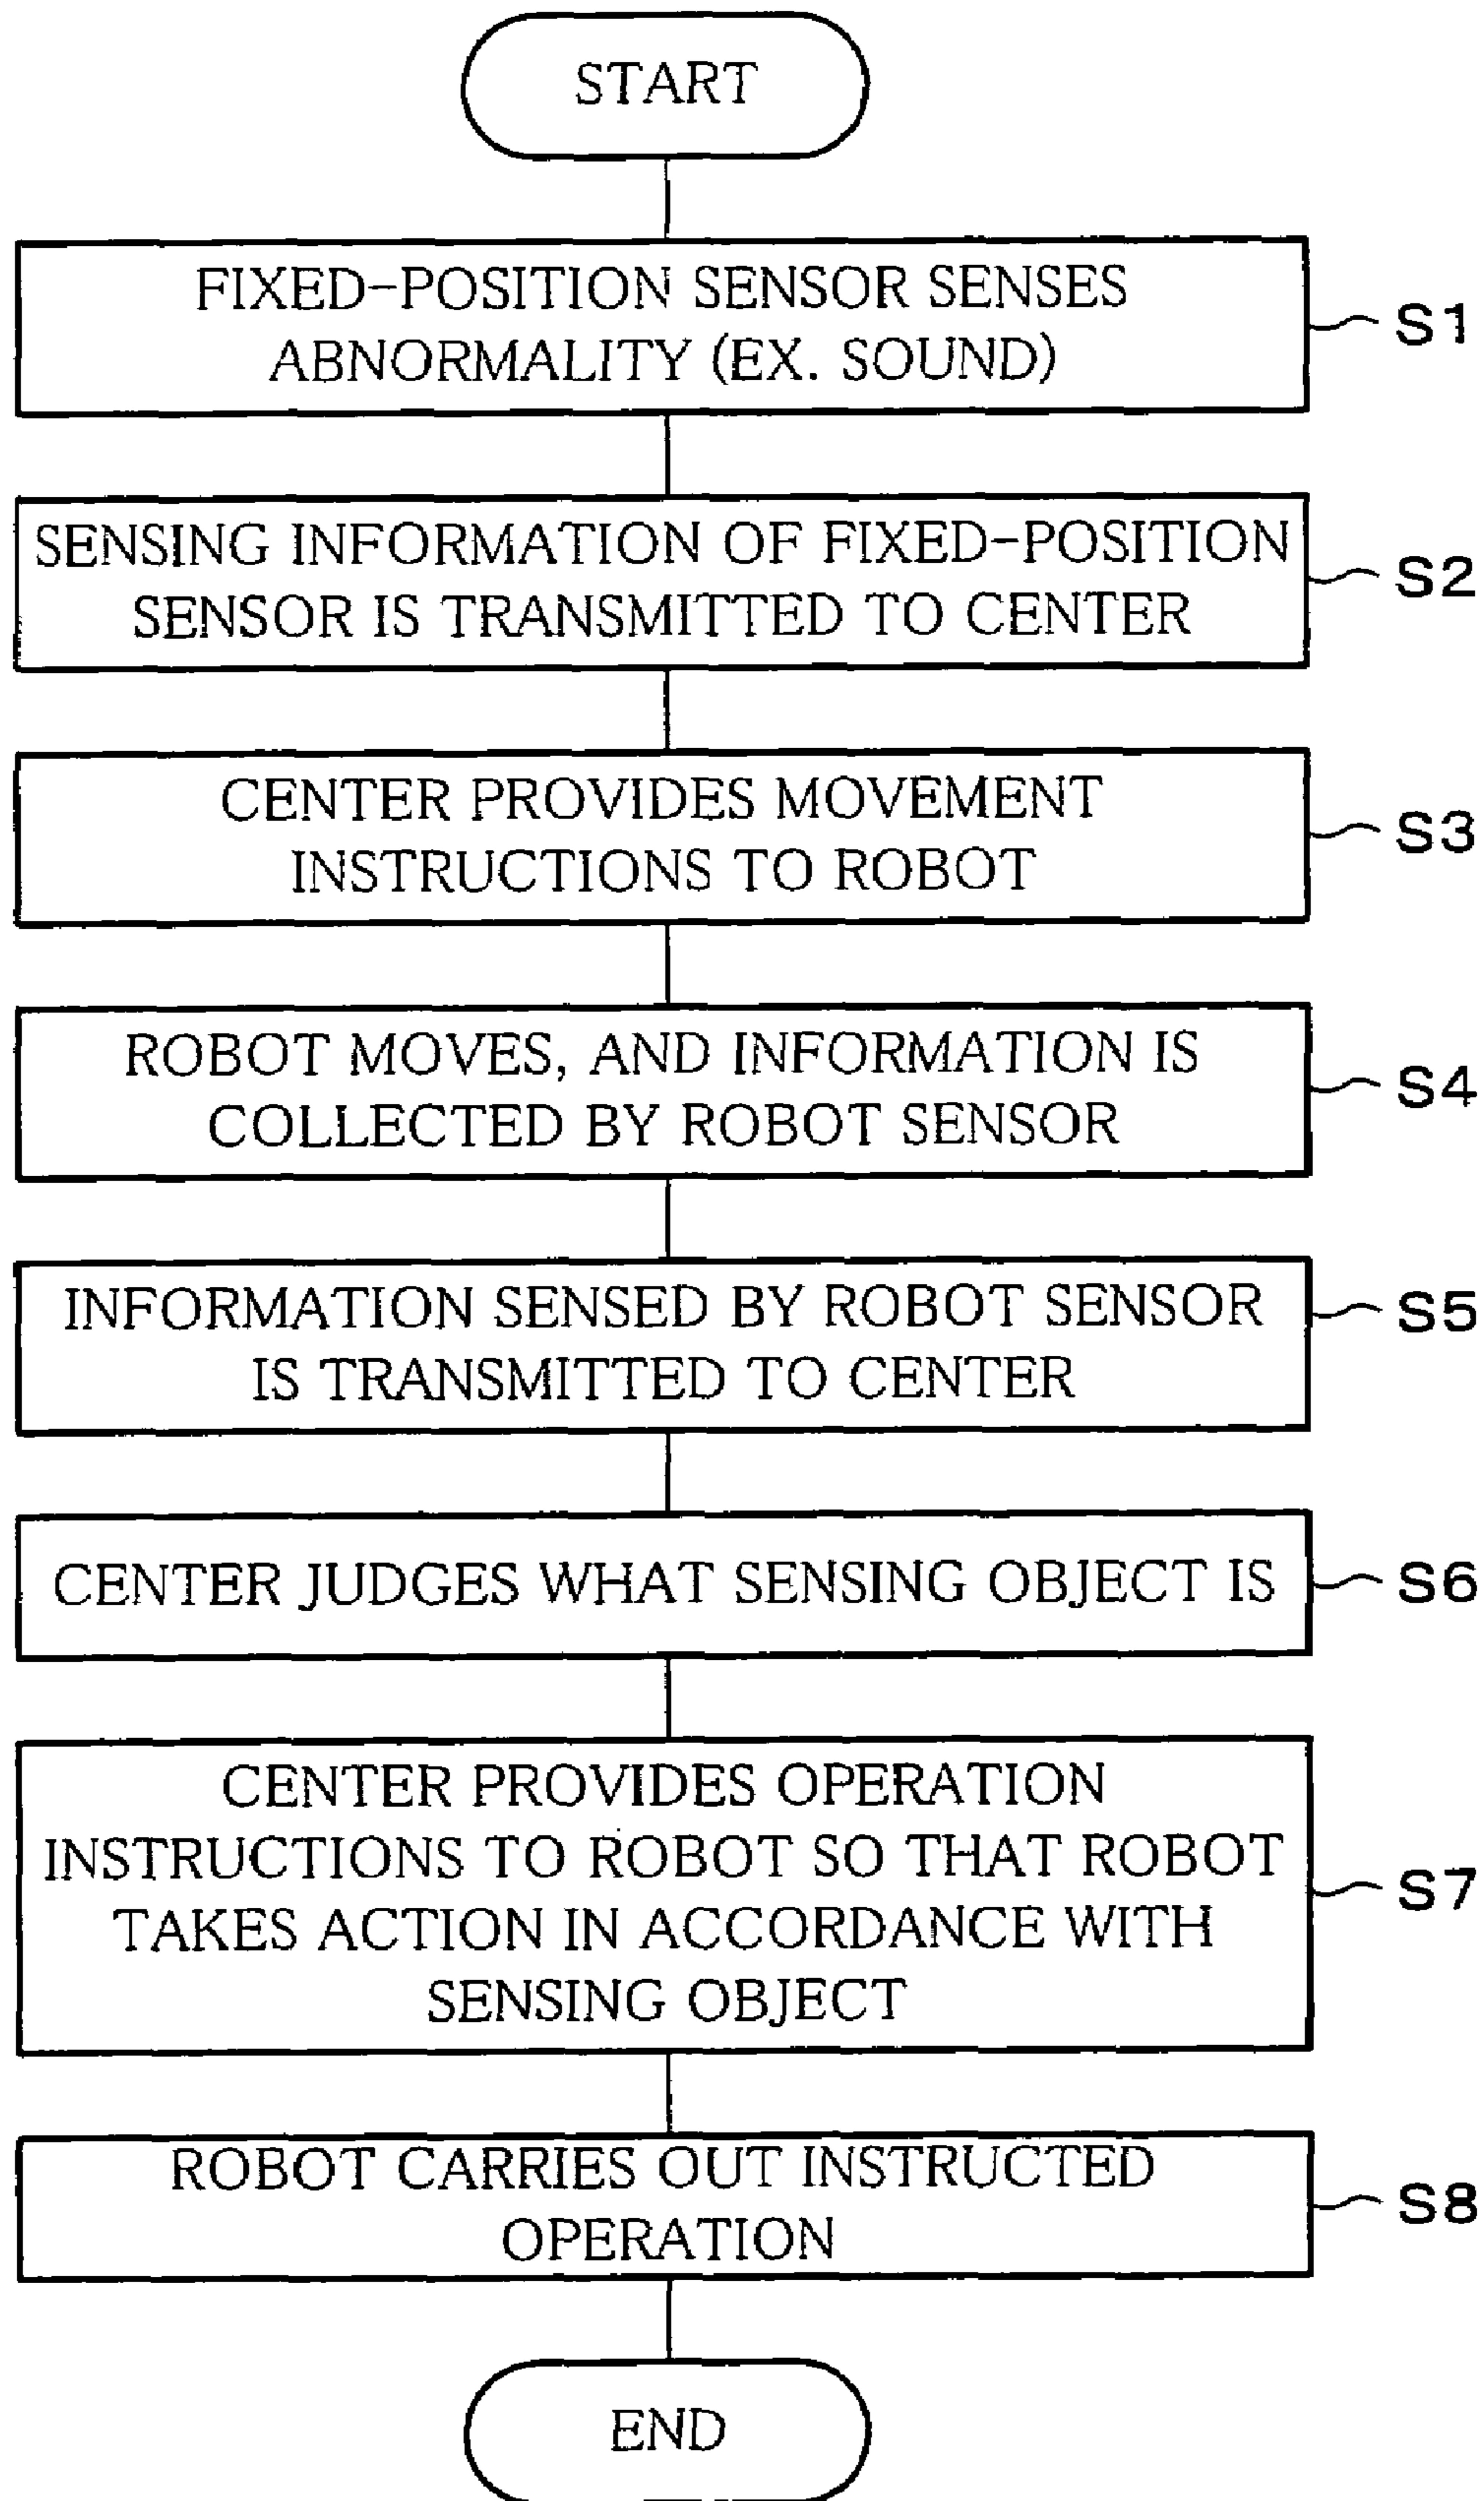 START
FIXED-POSITION SENSOR SENSES
ABNORMALITY (EX. SOUND)
S1
SENSING INFORMATION OF FIXED-POSITION
SENSOR IS TRANSMITTED TO CENTER
S2
CENTER PROVIDES MOVEMENT
INSTRUCTIONS TO ROBOT
S3
ROBOT MOVES, AND INFORMATION IS
COLLECTED BY ROBOT SENSOR
S4
INFORMATION SENSED BY ROBOT SENSOR
IS TRANSMITTED TO CENTER
S5
CENTER JUDGES WHAT SENSING OBJECT IS
S6
CENTER PROVIDES OPERATION
INSTRUCTIONS TO ROBOT SO THAT ROBOT
TAKES ACTION IN ACCORDANCE WITH
SENSING OBJECT
S7
ROBOT CARRIES OUT INSTRUCTED
OPERATION
S8
END